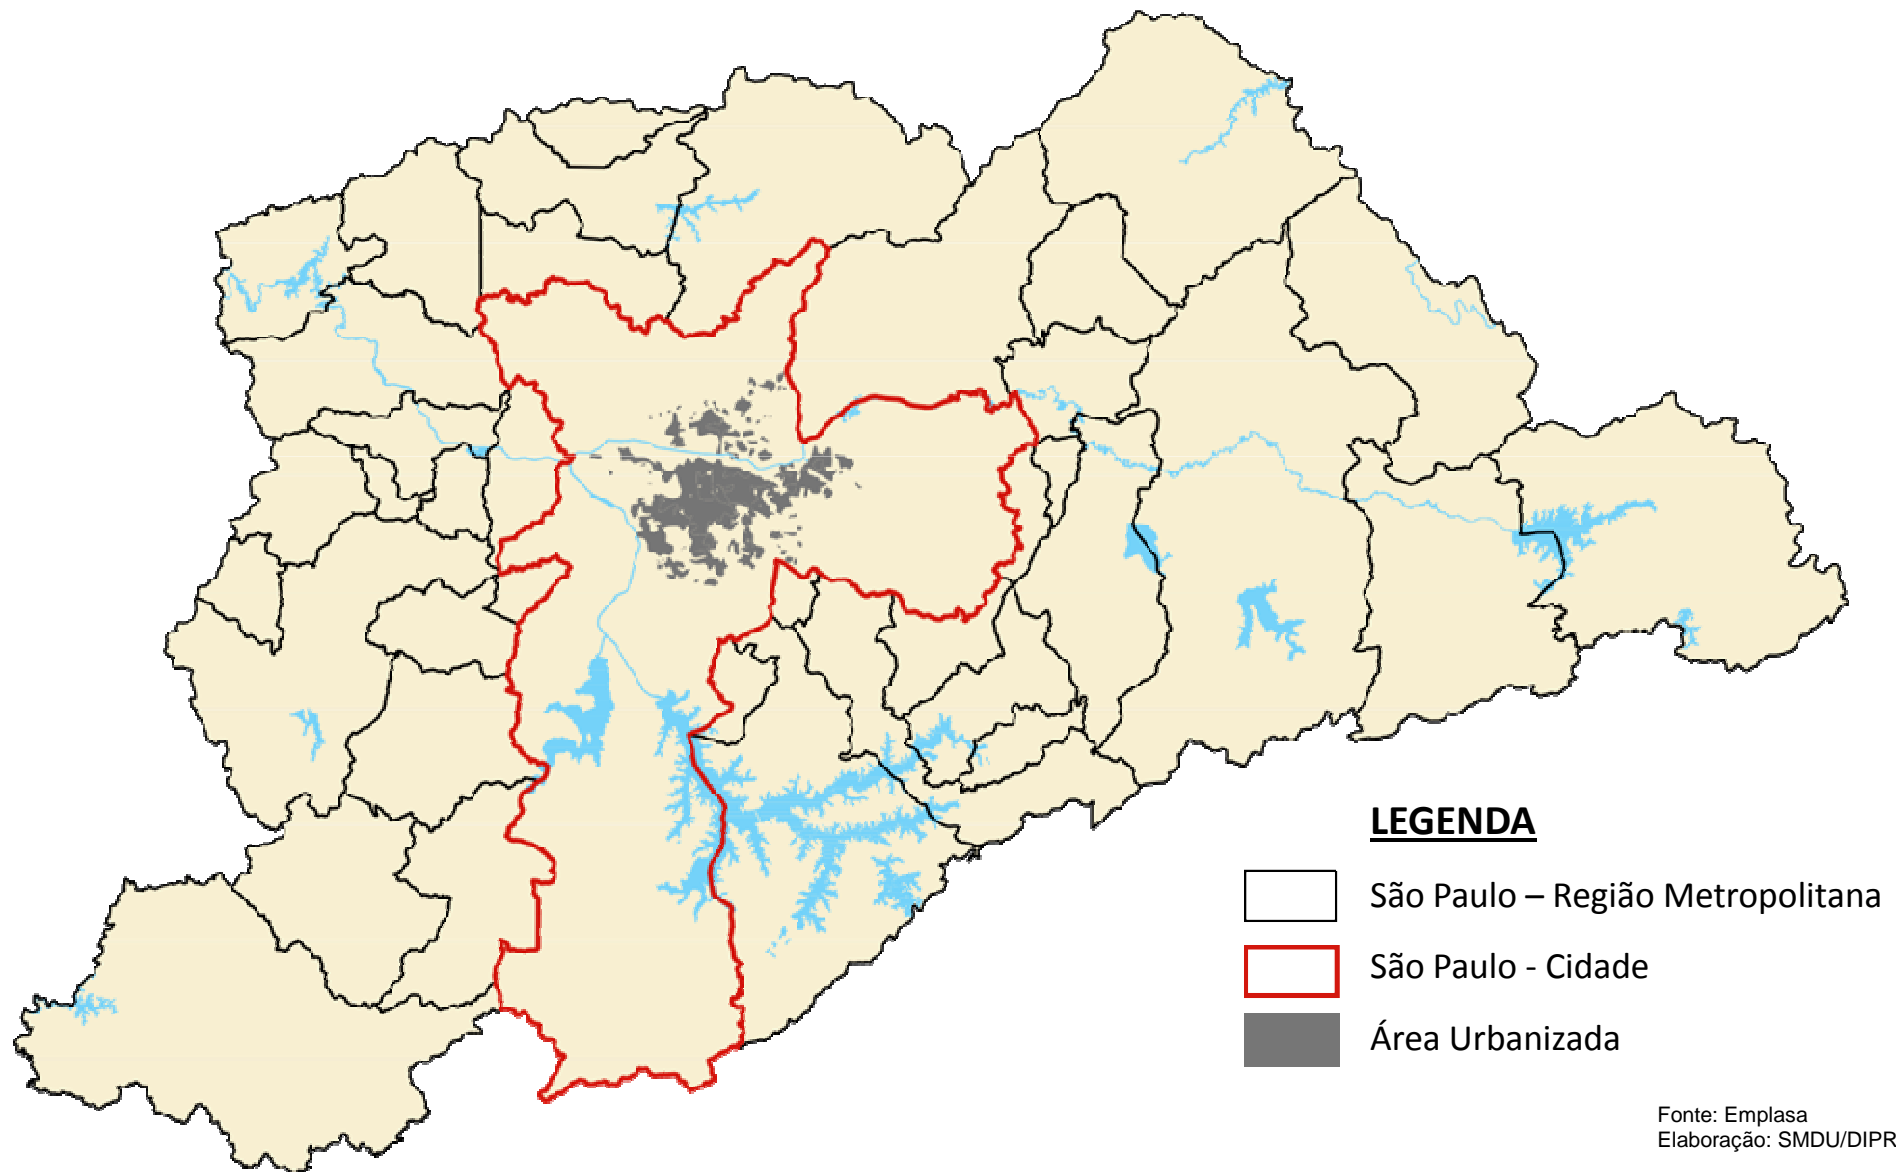 LEGENDA
São Paulo – Região Metropolitana
São Paulo - Cidade
Área Urbanizada
Fonte: Emplasa
Elaboração: SMDU/DIPR